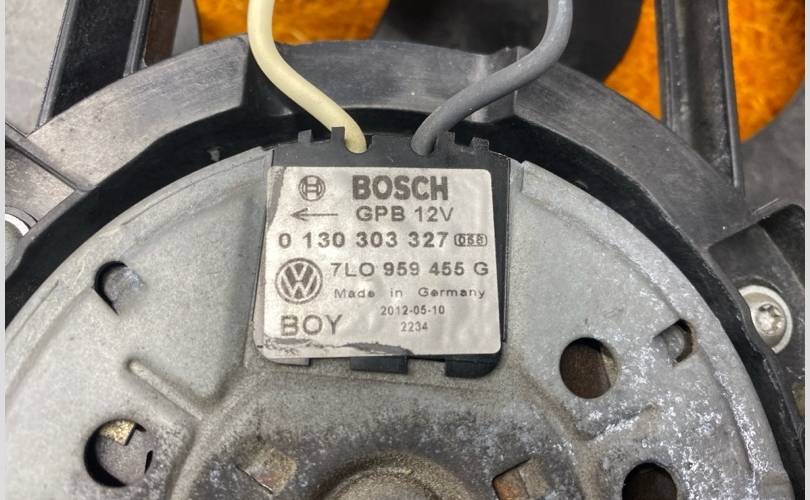 BOSCH
GPB 12V
0 130 303 327
7L0 959 455 G
Made in Germany
2012-05-10
BOY 2234